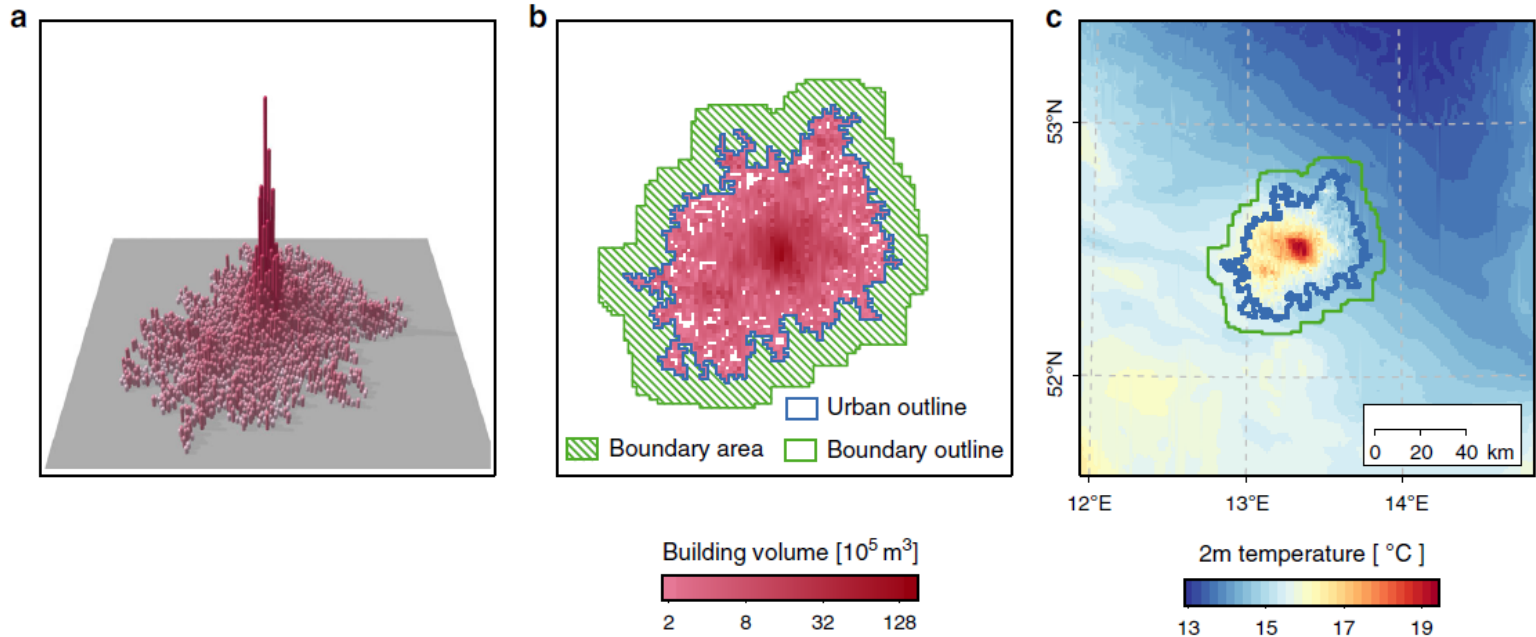 a
b
c
Urban outline
Boundary area
Boundary outline
Building volume [10⁵ m³]
2 8 32 128
53°N
52°N
0 20 40 km
12°E 13°E 14°E
2m temperature [ °C ]
13 15 17 19